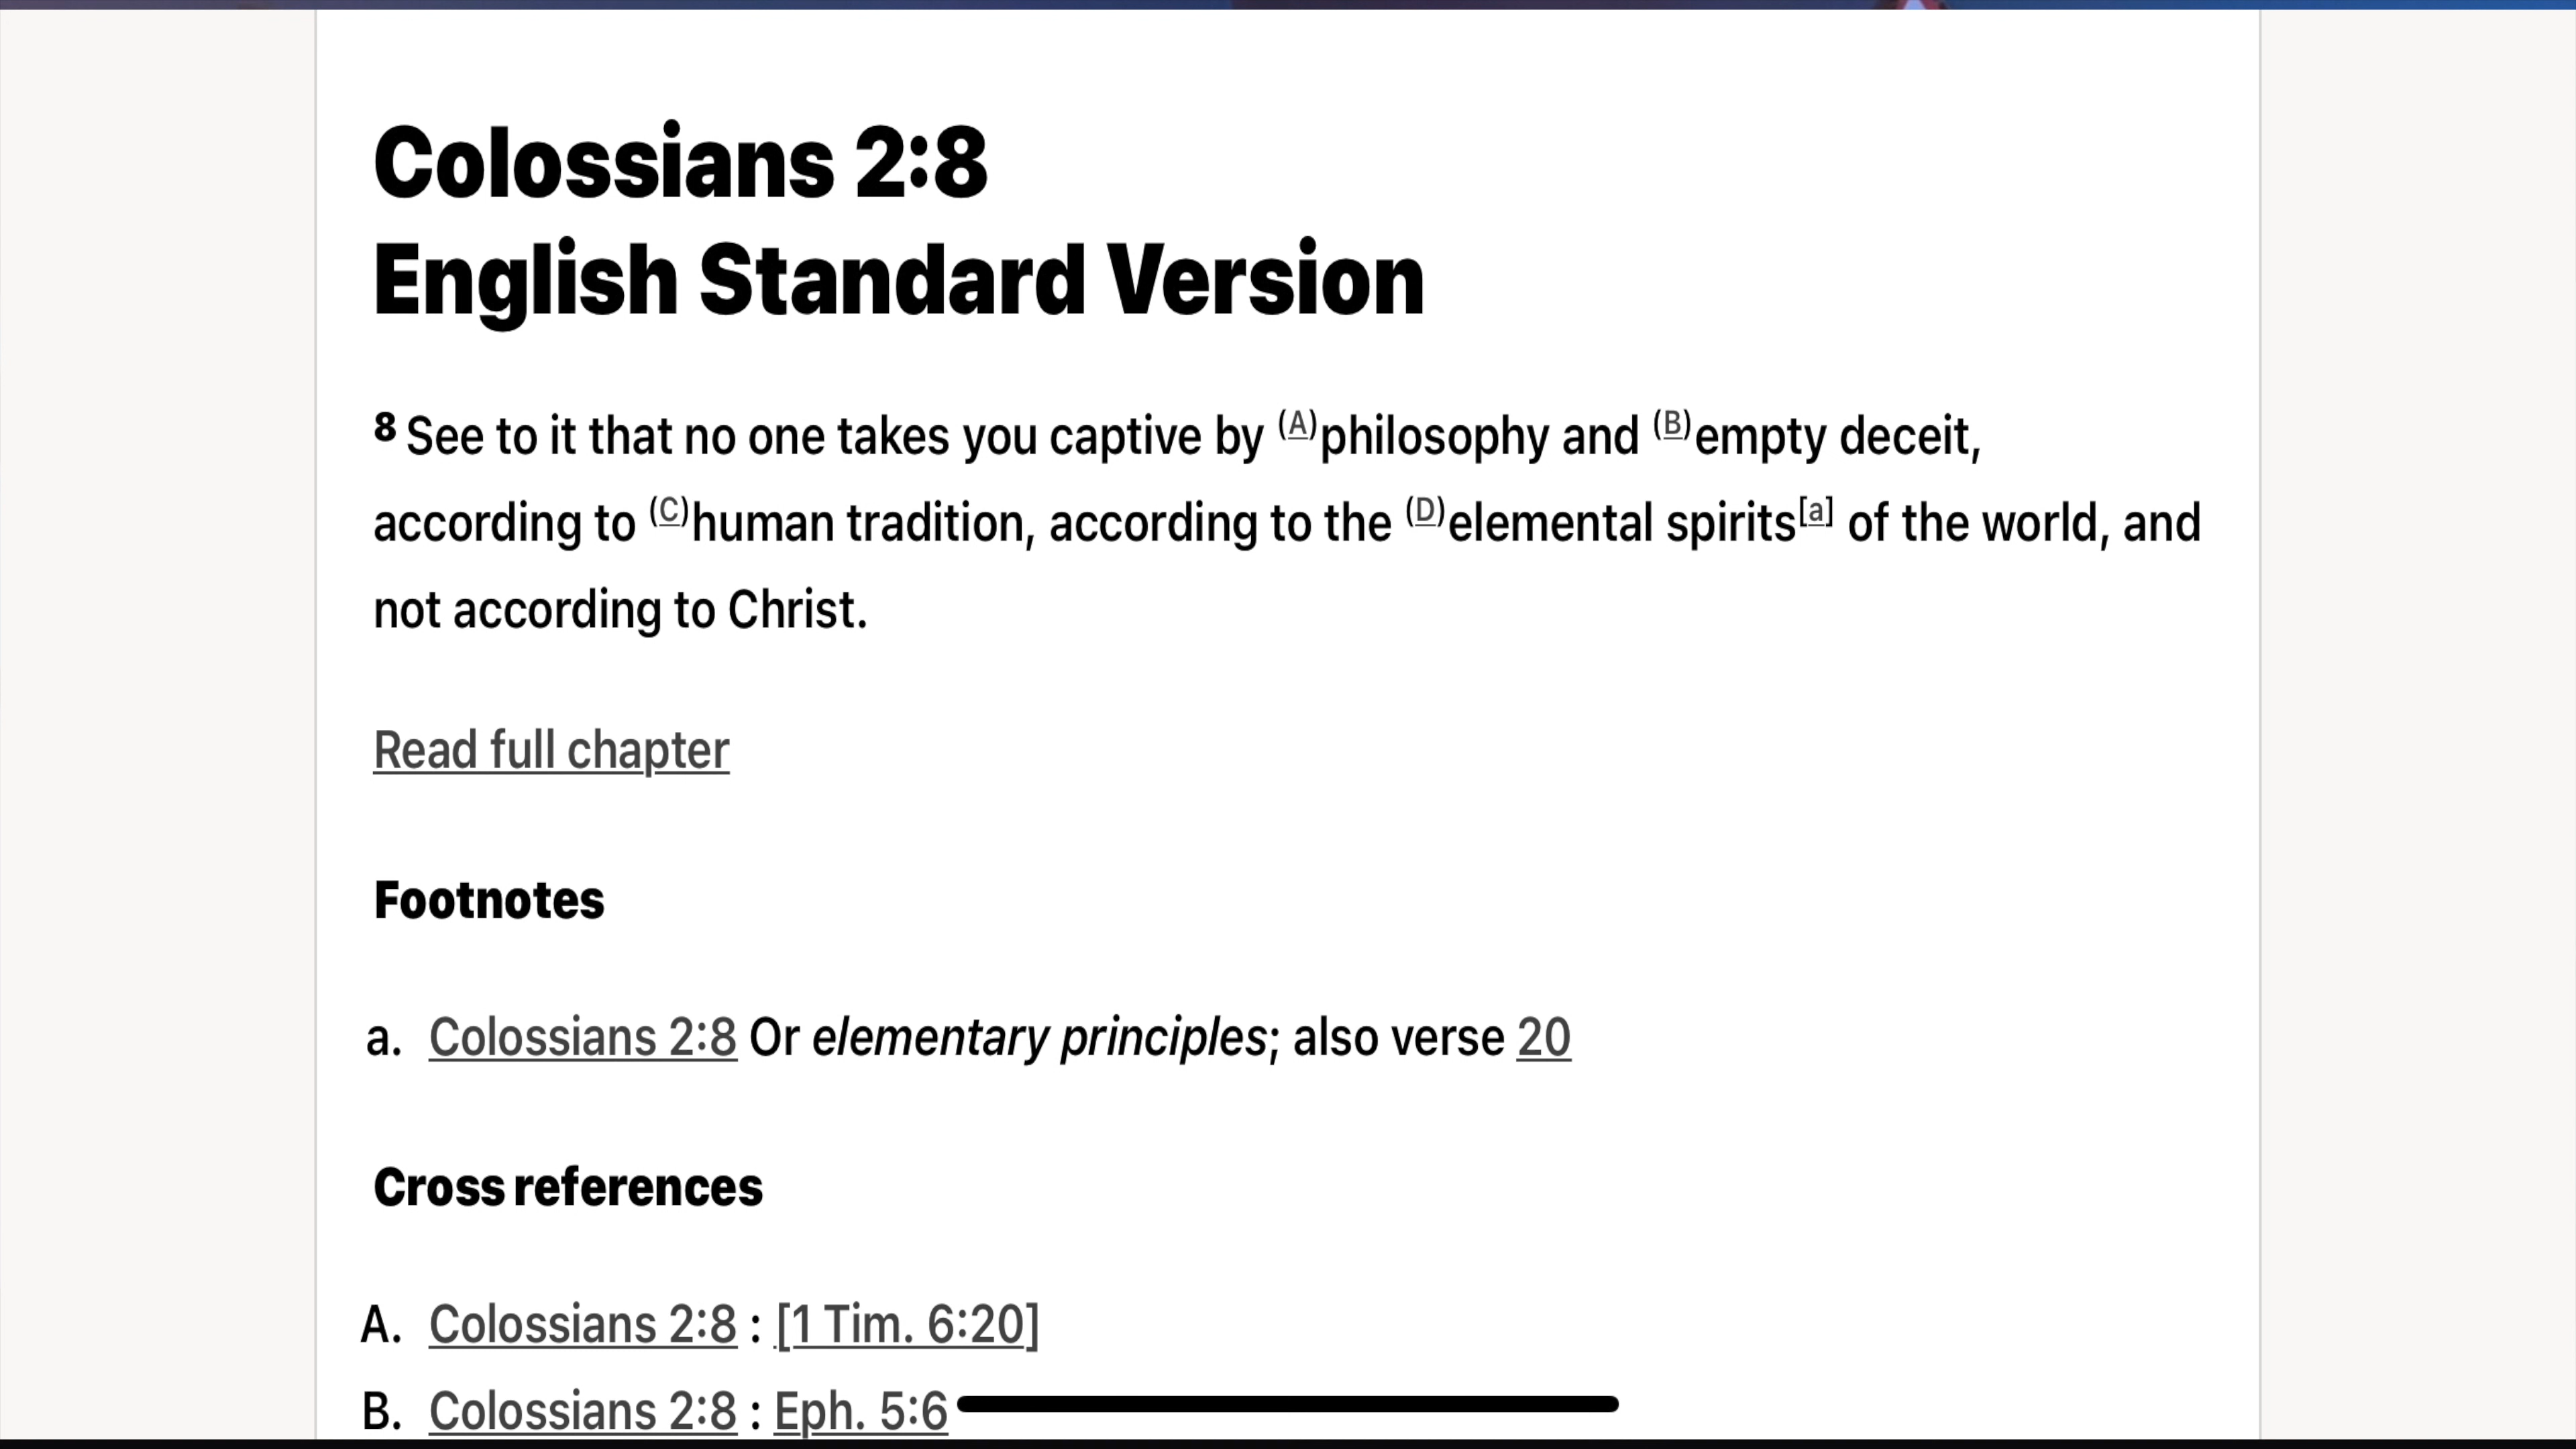 Colossians 2:8
English Standard Version
8 See to it that no one takes you captive by (A)philosophy and (B)empty deceit,
according to (C)human tradition, according to the (D)elemental spirits[a] of the world, and
not according to Christ.
Read full chapter
Footnotes
a. Colossians 2:8 Or elementary principles; also verse 20
Cross references
A. Colossians 2:8 : [1 Tim. 6:20]
B. Colossians 2:8 : Eph. 5:6